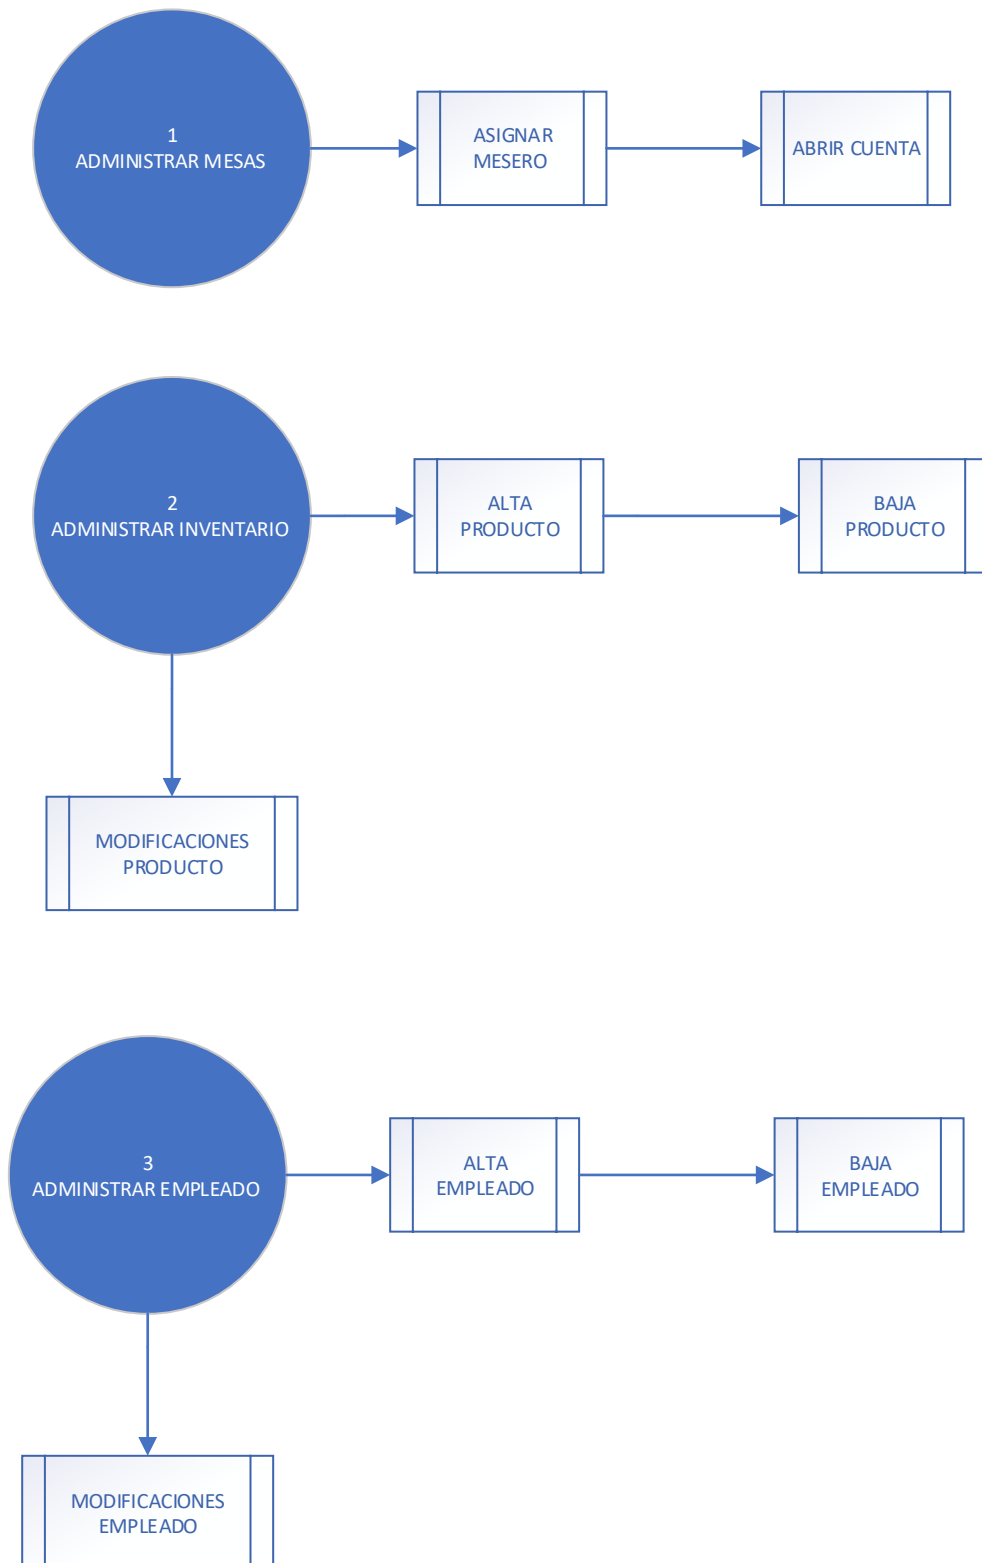 1
ADMINISTRAR MESAS
ASIGNAR
MESERO
ABRIR CUENTA
2
ADMINISTRAR INVENTARIO
ALTA
PRODUCTO
BAJA
PRODUCTO
MODIFICACIONES
PRODUCTO
3
ADMINISTRAR EMPLEADO
ALTA
EMPLEADO
BAJA
EMPLEADO
MODIFICACIONES
EMPLEADO